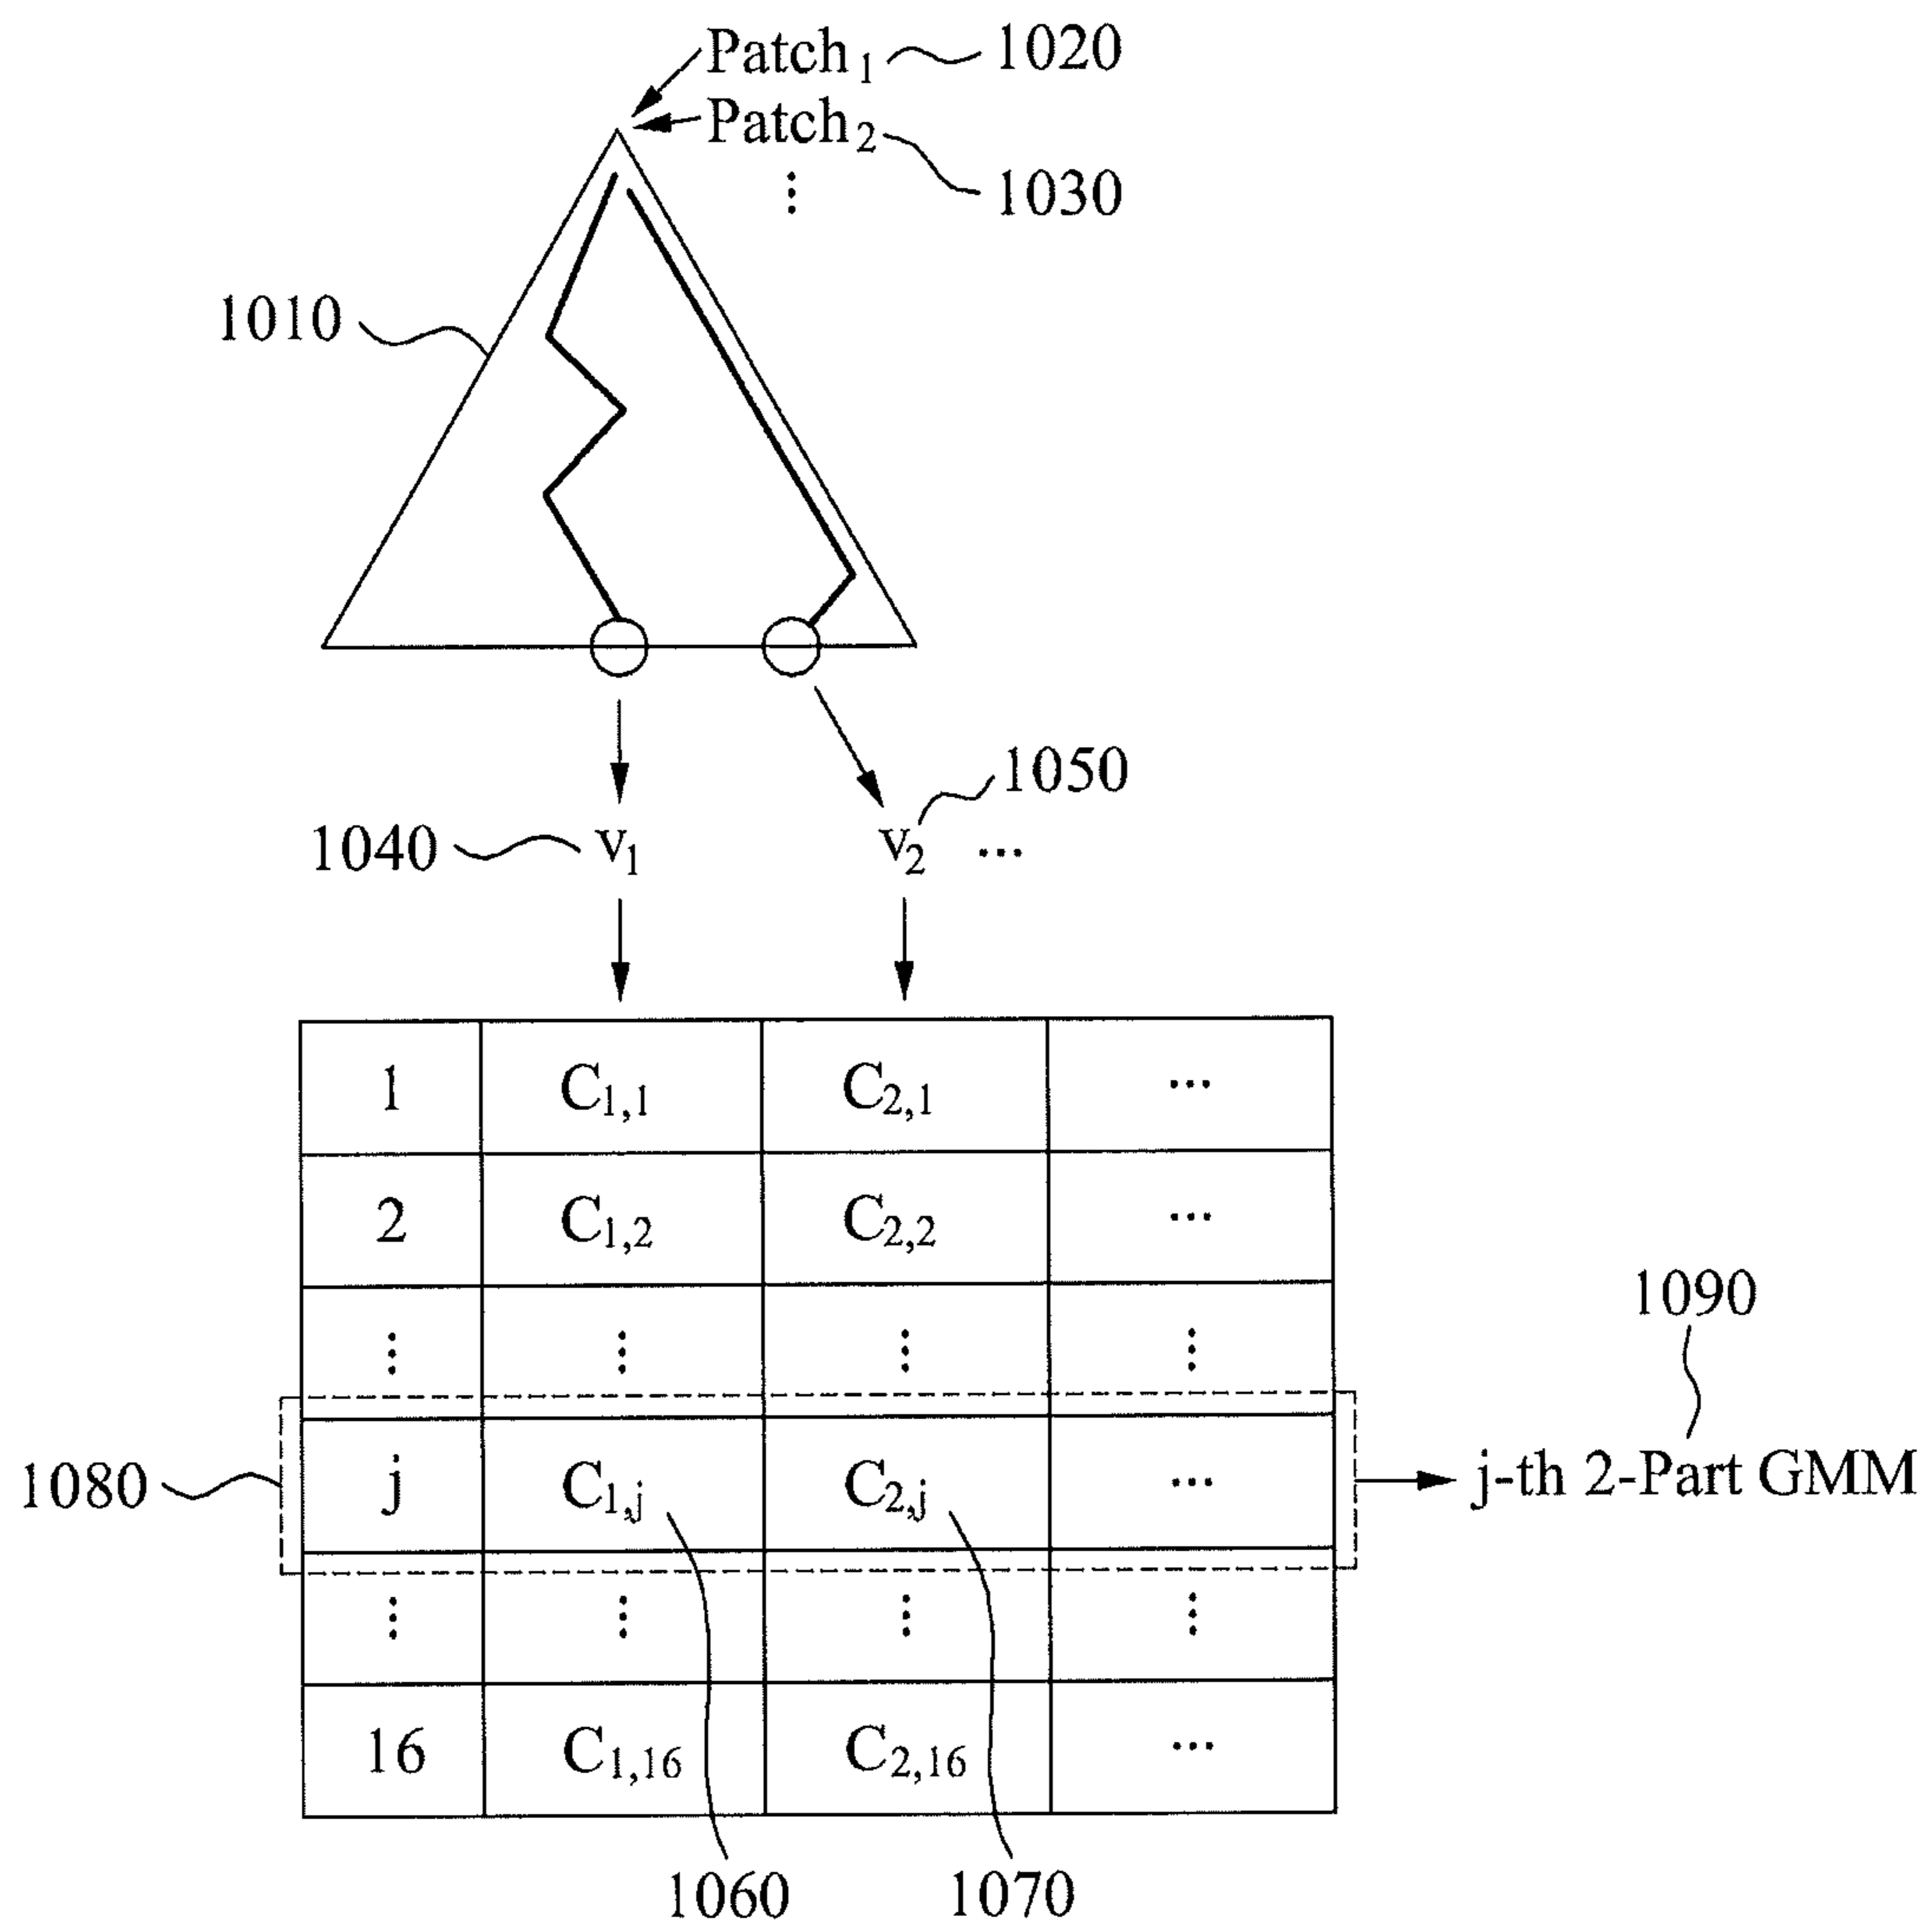 Patch1 1020
Patch2
⋮ 1030
1010
1050
1040 v1 v2 ...
1 C1,1 C2,1 ...
2 C1,2 C2,2 ...
1090
⋮ ⋮ ⋮ ⋮
1080 j C1,j C2,j ... j-th 2-Part GMM
⋮ ⋮ ⋮ ⋮
16 C1,16 C2,16 ...
1060 1070